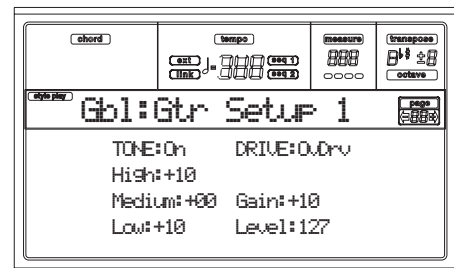 chord tempo measure transpose
ext seq 1
link seq 2
octave
style play
Gbl:Gtr Setup 1
page
TONE:On DRIVE:OvDrv
High:+10
Medium:+00 Gain:+10
Low:+10 Level:127